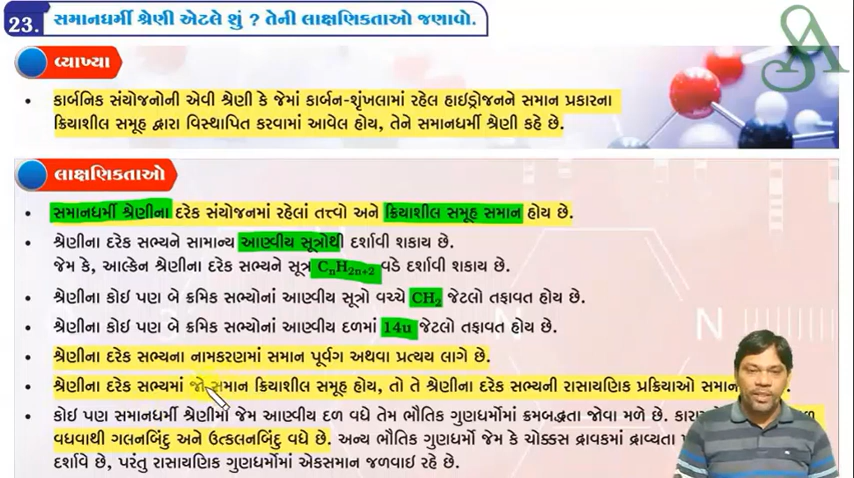 23. સમાનધર્મી શ્રેણી એટલે શું ? તેની લાક્ષણિકતાઓ જણાવો.
વ્યાખ્યા
• કાર્બનિક સંયોજનોની એવી શ્રેણી કે જેમાં કાર્બન-શૃંખલામાં રહેલ હાઇડ્રોજનને સમાન પ્રકારના
ક્રિયાશીલ સમૂહ દ્વારા વિસ્થાપિત કરવામાં આવેલ હોય, તેને સમાનધર્મી શ્રેણી કહે છે.
લાક્ષણિકતાઓ
• સમાનધર્મી શ્રેણીના દરેક સંયોજનમાં રહેલાં તત્ત્વો અને ક્રિયાશીલ સમૂહ સમાન હોય છે.
• શ્રેણીના દરેક સભ્યને સામાન્ય આણ્વીય સૂત્રોથી દર્શાવી શકાય છે.
જેમ કે, આલ્કેન શ્રેણીના દરેક સભ્યને સૂત્ર CₙH₂ₙ₊₂ વડે દર્શાવી શકાય છે.
• શ્રેણીના કોઈ પણ બે ક્રમિક સભ્યોનાં આણ્વીય સૂત્રો વચ્ચે CH₂ જેટલો તફાવત હોય છે.
• શ્રેણીના કોઈ પણ બે ક્રમિક સભ્યોનાં આણ્વીય દળમાં 14u જેટલો તફાવત હોય છે.
• શ્રેણીના દરેક સભ્યના નામકરણમાં સમાન પૂર્વગ અથવા પ્રત્યય લાગે છે.
• શ્રેણીના દરેક સભ્યમાં જો સમાન ક્રિયાશીલ સમૂહ હોય, તો તે શ્રેણીના દરેક સભ્યની રાસાયણિક પ્રક્રિયાઓ સમાન
• કોઈ પણ સમાનધર્મી શ્રેણીમાં જેમ આણ્વીય દળ વધે તેમ ભૌતિક ગુણધર્મોમાં ક્રમબદ્ધતા જોવા મળે છે.
વધવાથી ગલનબિંદુ અને ઉત્કલનબિંદુ વધે છે. અન્ય ભૌતિક ગુણધર્મો જેમ કે ચોક્કસ દ્રાવકમાં દ્રાવ્યતા
દર્શાવે છે, પરંતુ રાસાયણિક ગુણધર્મોમાં એકસમાન જળવાઈ રહે છે.